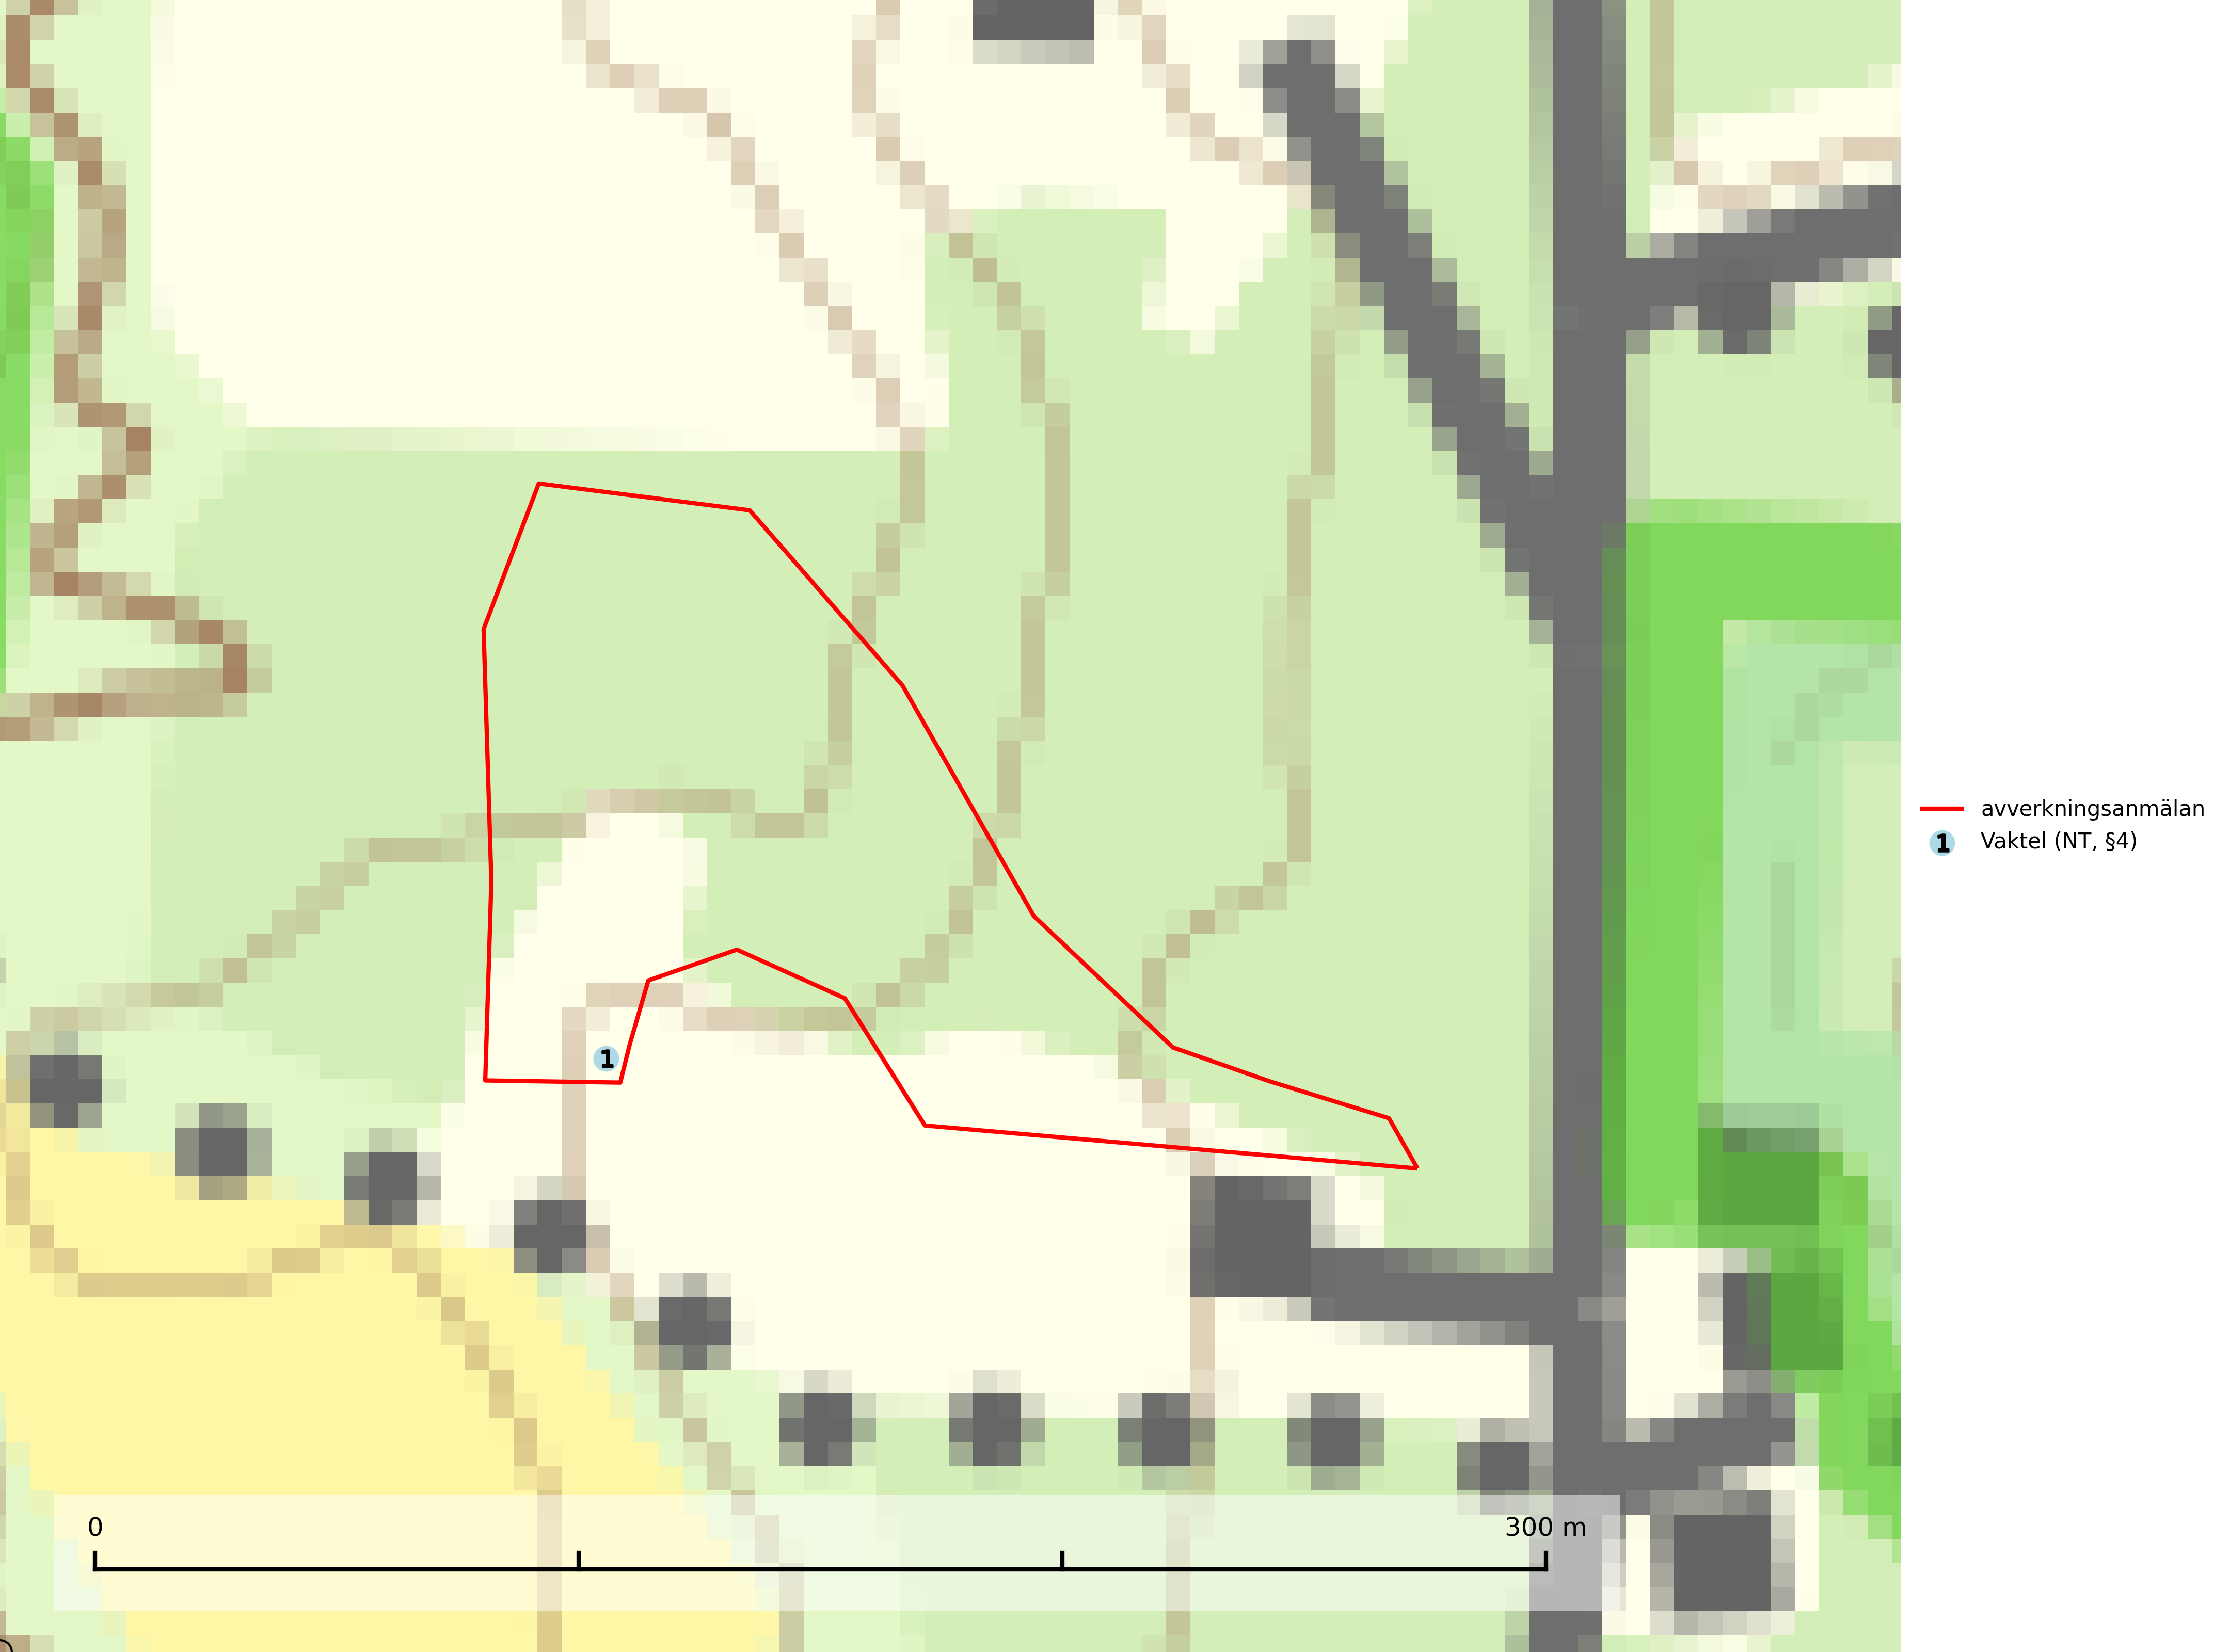 avverkningsanmälan
1 Vaktel (NT, §4)
1
0 300 m